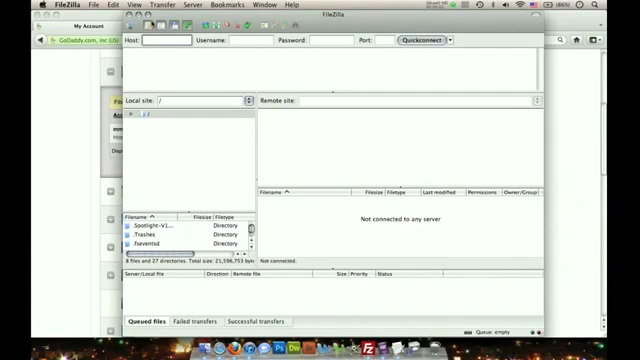 FileZilla File Edit View Transfer Server Bookmarks Window Help (86%)
FileZilla
My Account
GoDaddy.com, Inc (US)
Host: Username: Password: Port: Quickconnect
Local site: / Remote site:
/
Filename Filesize Filetype
.Spotlight-V1... Directory
.Trashes Directory
.fseventsd Directory
8 files and 27 directories. Total size: 21,596,753 byte
Filename Filesize Filetype Last modified Permissions Owner/Group
Not connected to any server
Not connected.
Server/Local file Direction Remote file Size Priority Status
Queued files Failed transfers Successful transfers
Queue: empty